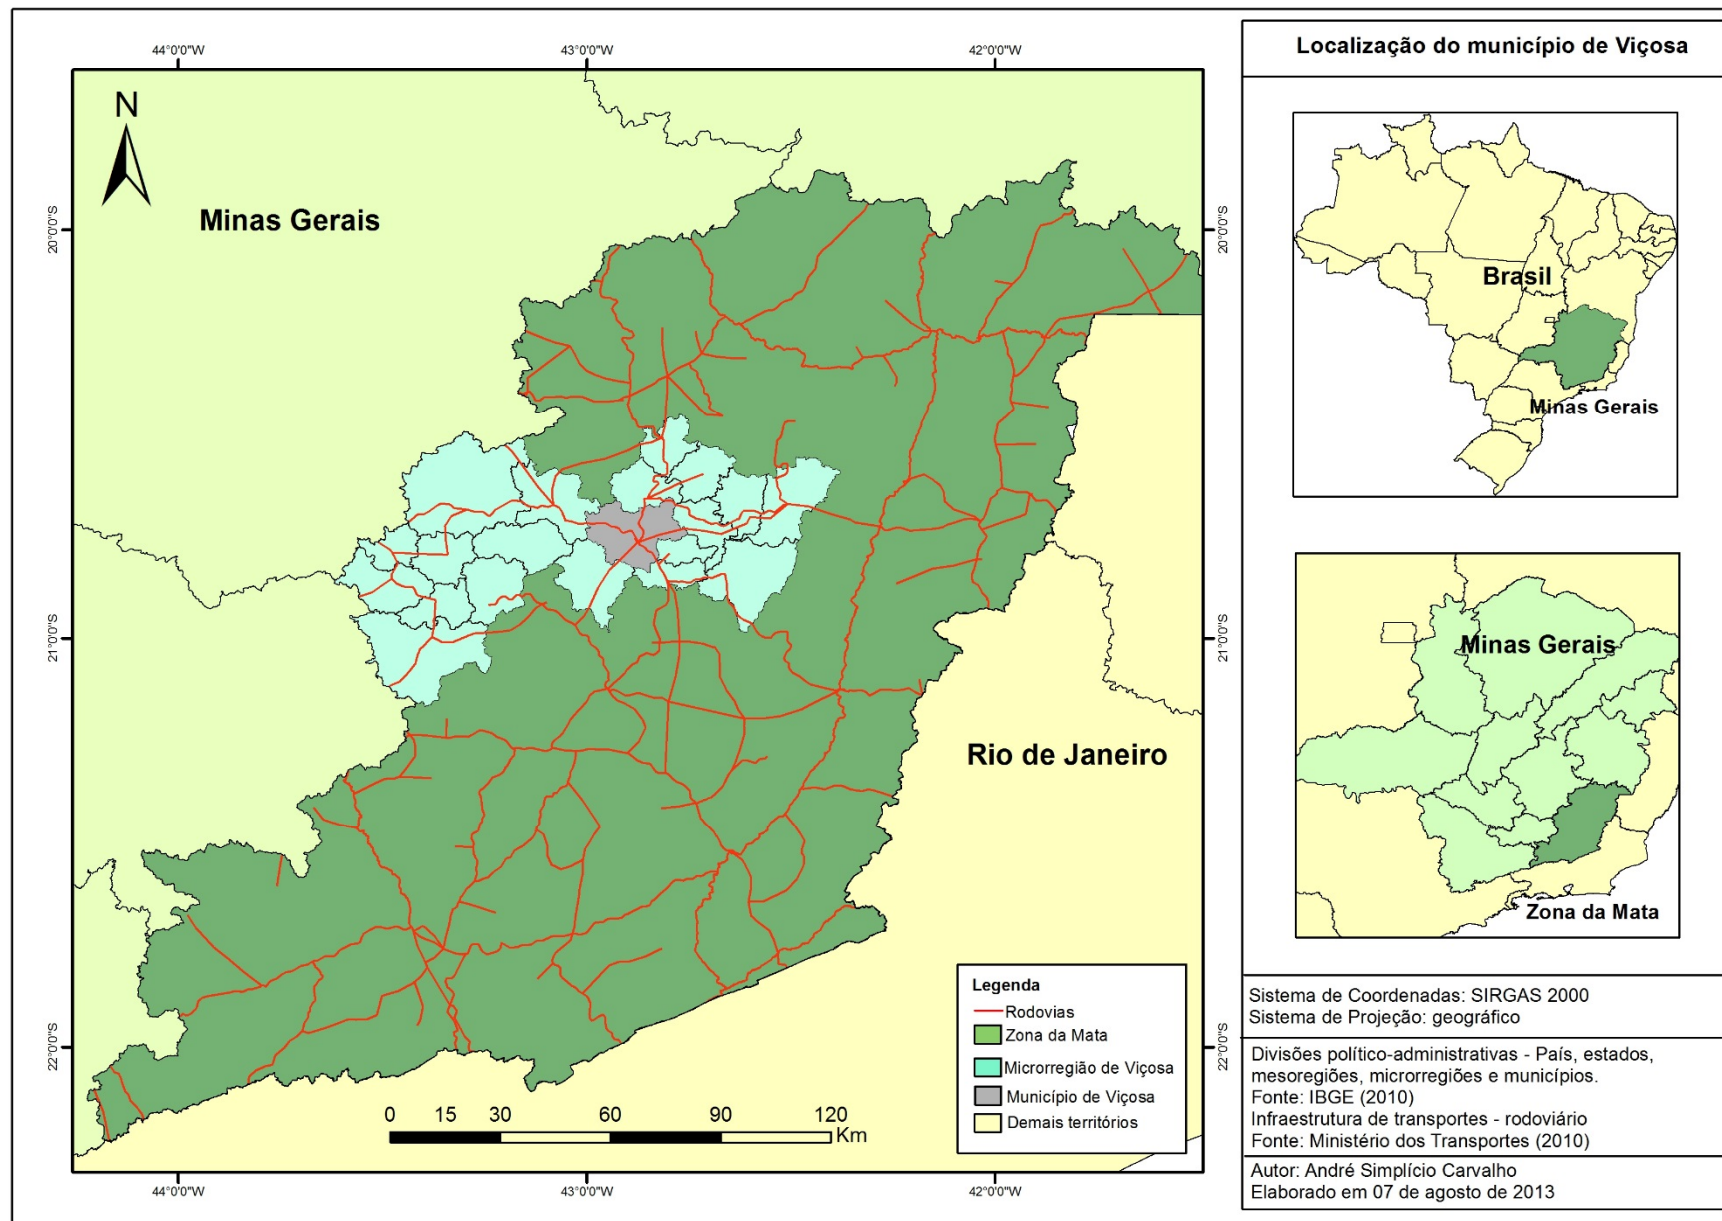 44°0'0"W
43°0'0"W
42°0'0"W
N
Minas Gerais
20°0'0"S
20°0'0"S
21°0'0"S
21°0'0"S
Rio de Janeiro
22°0'0"S
22°0'0"S
Legenda
Rodovias
Zona da Mata
Microrregião de Viçosa
Município de Viçosa
Demais territórios
0 15 30 60 90 120
Km
44°0'0"W
43°0'0"W
42°0'0"W
Localização do município de Viçosa
Brasil
Minas Gerais
Minas Gerais
Zona da Mata
Sistema de Coordenadas: SIRGAS 2000
Sistema de Projeção: geográfico
Divisões político-administrativas - País, estados,
mesoregiões, microrregiões e municípios.
Fonte: IBGE (2010)
Infraestrutura de transportes - rodoviário
Fonte: Ministério dos Transportes (2010)
Autor: André Simplício Carvalho
Elaborado em 07 de agosto de 2013